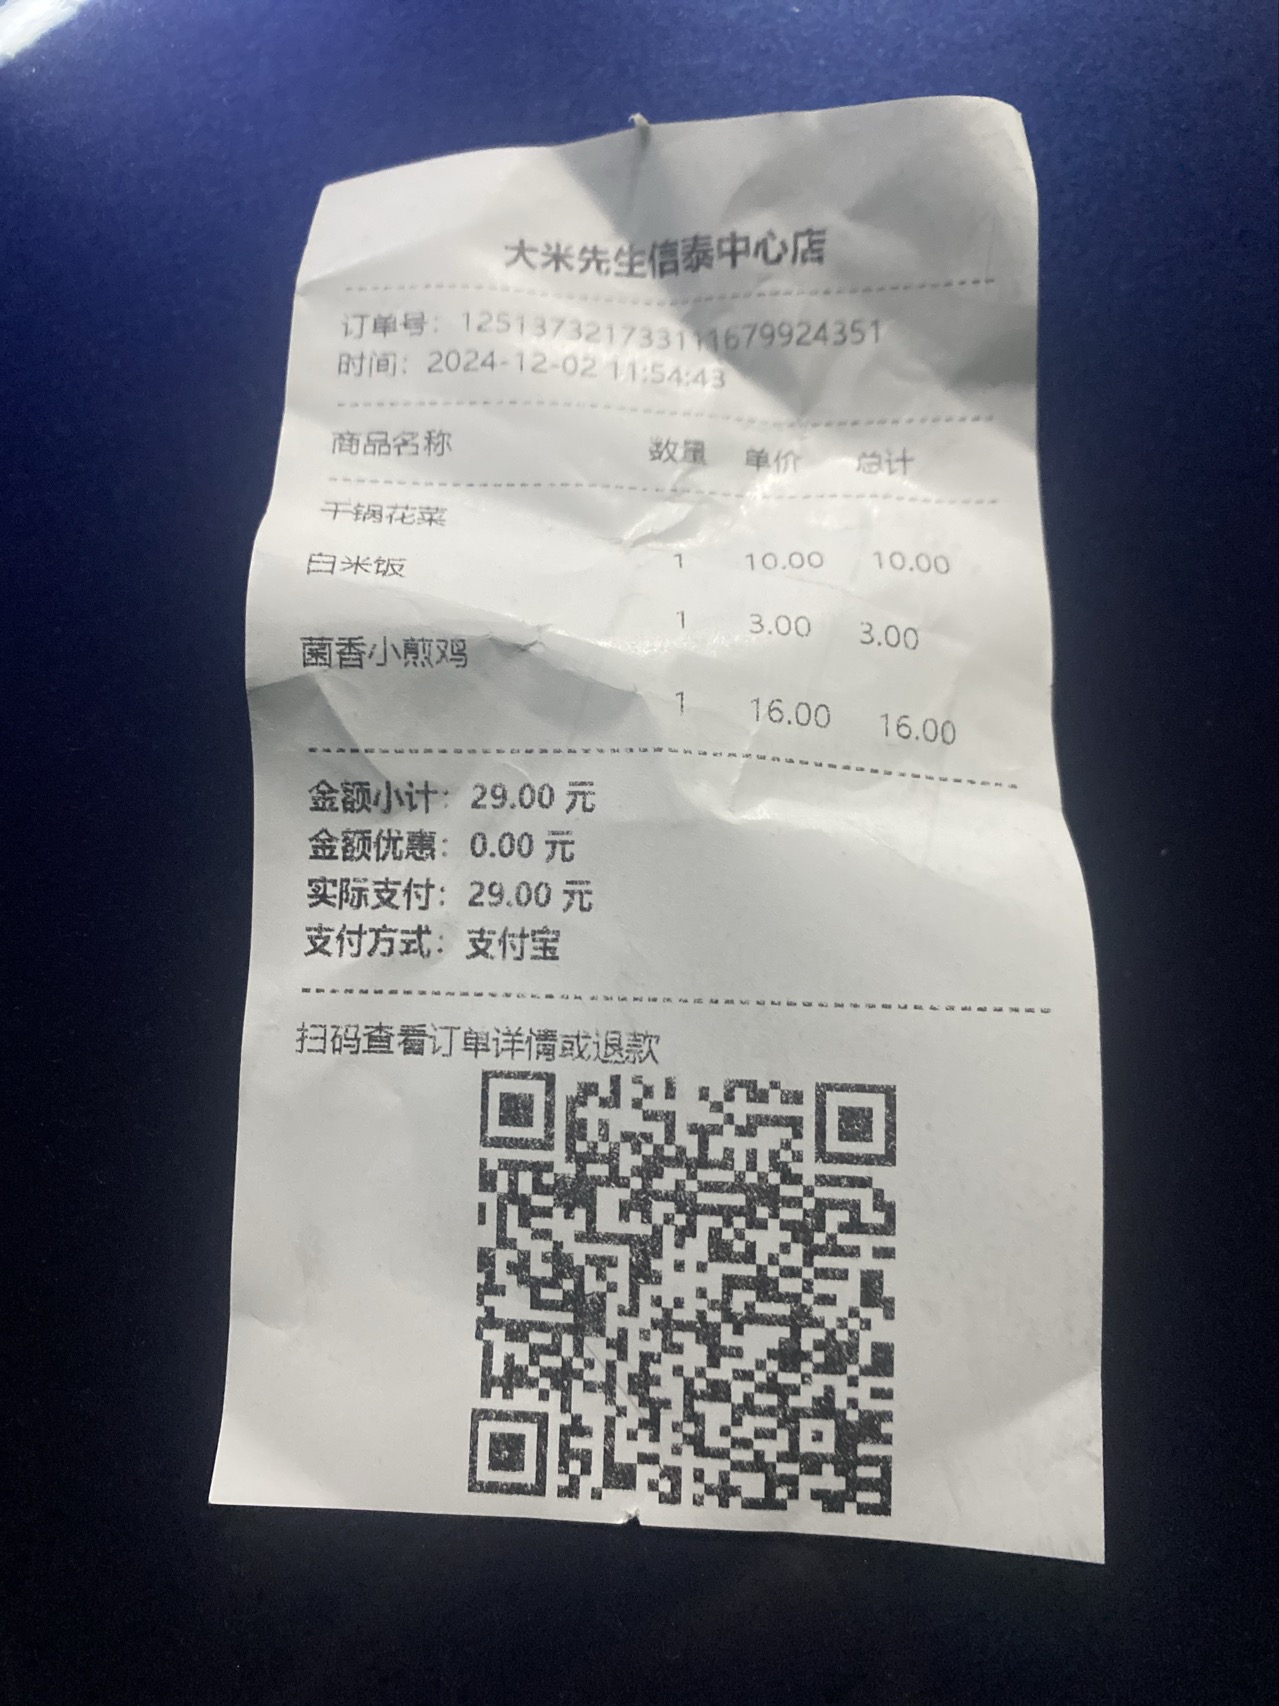 大米先生信泰中心店
订单号：125137321733111679924351
时间：2024-12-02 11:54:43
商品名称 数量 单价 总计
干锅花菜
1 10.00 10.00
白米饭
1 3.00 3.00
菌香小煎鸡
1 16.00 16.00
金额小计：29.00 元
金额优惠：0.00 元
实际支付：29.00 元
支付方式：支付宝
扫码查看订单详情或退款